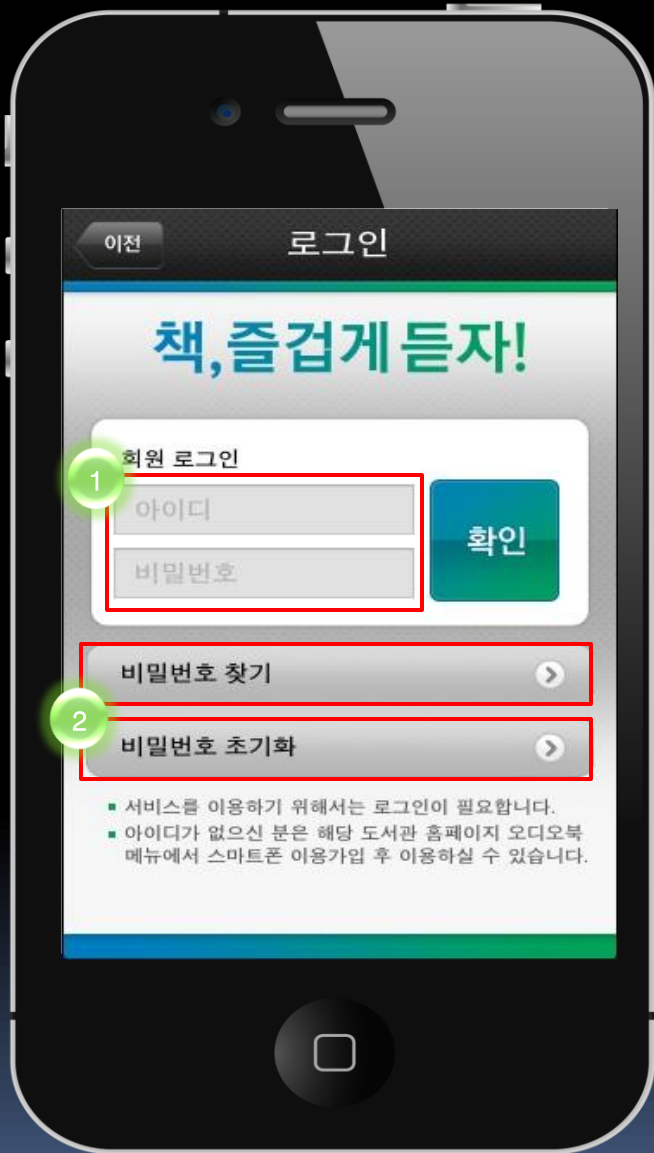 이전
로그인
책,즐겁게 듣자!
회원 로그인
1
아이디
비밀번호
확인
비밀번호 찾기
2
비밀번호 초기화
서비스를 이용하기 위해서는 로그인이 필요합니다.
아이디가 없으신 분은 해당 도서관 홈페이지 오디오북
메뉴에서 스마트폰 이용가입 후 이용하실 수 있습니다.